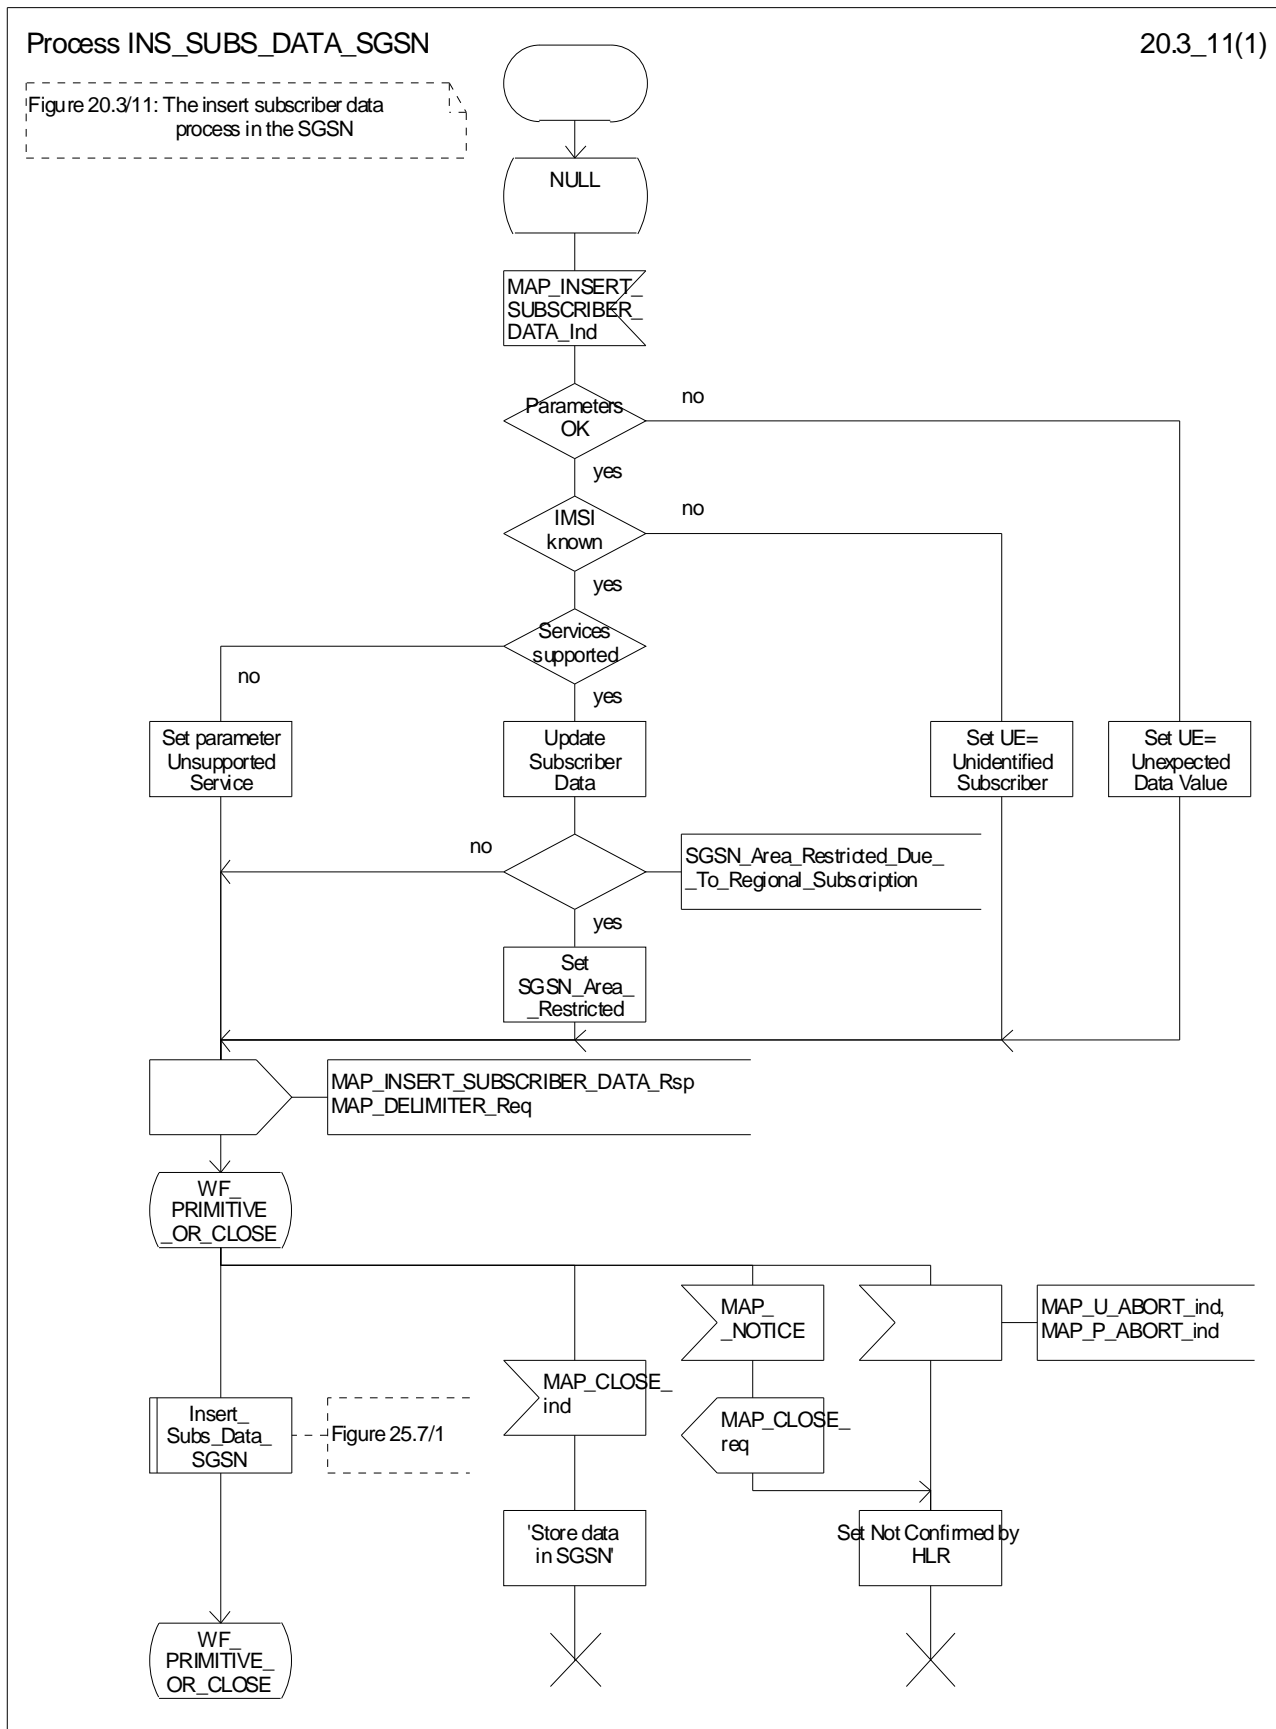 Process INS_SUBS_DATA_SGSN
20.3_11(1)
Figure 20.3/11: The insert subscriber data
process in the SGSN
NULL
MAP_INSERT_
SUBSCRIBER_
DATA_Ind
Parameters
OK
no
yes
IMSI
known
no
yes
Services
supported
no
yes
Set parameter
Unsupported
Service
Update
Subscriber
Data
Set UE=
Unidentified
Subscriber
Set UE=
Unexpected
Data Value
no
SGSN_Area_Restricted_Due_
_To_Regional_Subscription
yes
Set
SGSN_Area_
_Restricted
MAP_INSERT_SUBSCRIBER_DATA_Rsp
MAP_DELIMITER_Req
WF_
PRIMITIVE
_OR_CLOSE
MAP_
_NOTICE
MAP_U_ABORT_ind,
MAP_P_ABORT_ind
MAP_CLOSE_
ind
Insert_
Subs_Data_
SGSN
Figure 25.7/1
MAP_CLOSE_
req
'Store data
in SGSN'
Set Not Confirmed by
HLR
WF_
PRIMITIVE_
OR_CLOSE